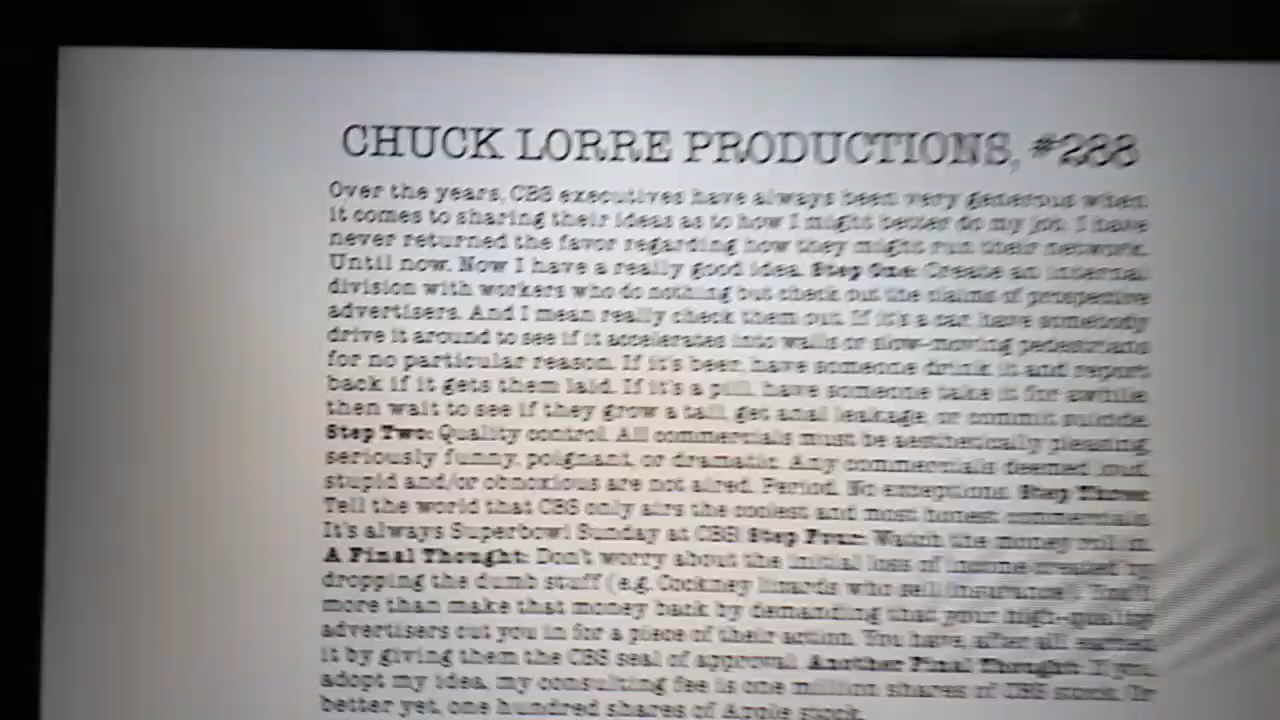 CHUCK LORRE PRODUCTIONS, #288
Over the years, CBS executives have always been very generous when
it comes to sharing their ideas as to how I might better do my job. I have
never returned the favor regarding how they might run their network.
Until now. Now I have a really good idea. Step One: Create an internal
division with workers who do nothing but check out the claims of prospective
advertisers. And I mean really check them out. If it's a car, have somebody
drive it around to see if it accelerates into walls or slow-moving pedestrians
for no particular reason. If it's beer, have someone drink it and report
back if it gets them laid. If it's a pill, have someone take it for awhile,
then wait to see if they grow a tail, get anal leakage, or commit suicide.
Step Two: Quality control. All commercials must be aesthetically pleasing,
seriously funny, poignant, or dramatic. Any commercials deemed loud,
stupid and/or obnoxious are not aired. Period. No exceptions. Step Three:
Tell the world that CBS only airs the coolest and most honest commercials.
It's always Superbowl Sunday at CBS! Step Four: Watch the money roll in.
A Final Thought: Don't worry about the initial loss of income created by
dropping the dumb stuff (e.g. Cockney lizards who sell insurance). You'll
more than make that money back by demanding that your high-quality
advertisers cut you in for a piece of their action. You have, after all, earned
it by giving them the CBS seal of approval. Another Final Thought: If you
adopt my idea, my consulting fee is one million shares of CBS stock. Or
better yet, one hundred shares of Apple stock.